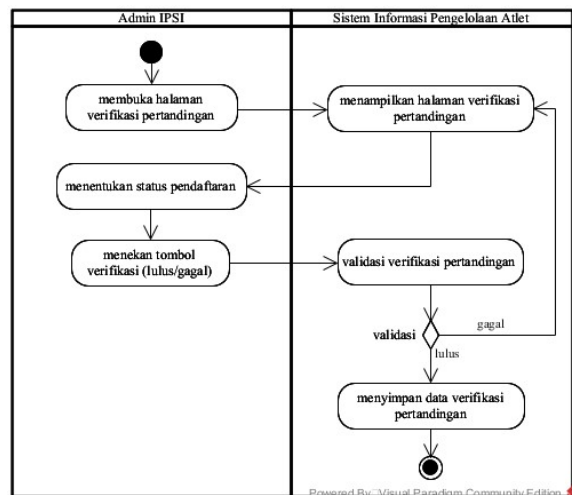 Admin IPSI
Sistem Informasi Pengelolaan Atlet
membuka halaman
verifikasi pertandingan
menampilkan halaman verifikasi
pertandingan
menentukan status pendaftaran
menekan tombol
verifikasi (lulus/gagal)
validasi verifikasi pertandingan
validasi
gagal
lulus
menyimpan data verifikasi
pertandingan
Powered By Visual Paradigm Community Edition